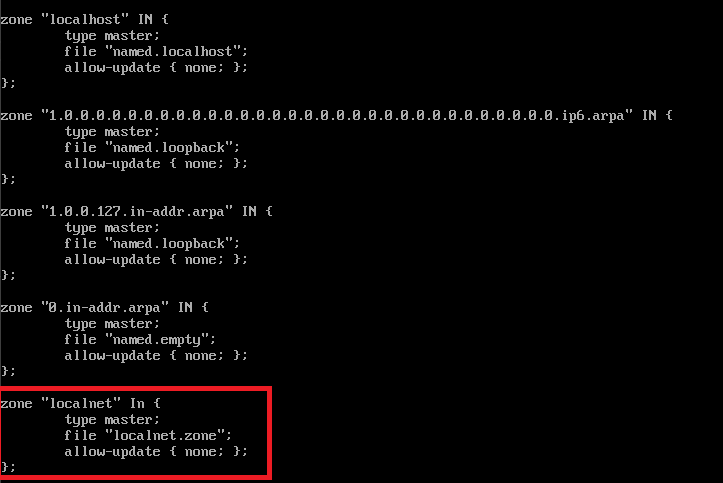 zone "localhost" IN {
type master;
file "named.localhost";
allow-update { none; };
};
zone "1.0.0.0.0.0.0.0.0.0.0.0.0.0.0.0.0.0.0.0.0.0.0.0.0.0.0.0.0.0.0.0.ip6.arpa" IN {
type master;
file "named.loopback";
allow-update { none; };
};
zone "1.0.0.127.in-addr.arpa" IN {
type master;
file "named.loopback";
allow-update { none; };
};
zone "0.in-addr.arpa" IN {
type master;
file "named.empty";
allow-update { none; };
};
zone "localnet" In {
type master;
file "localnet.zone";
allow-update { none; };
};